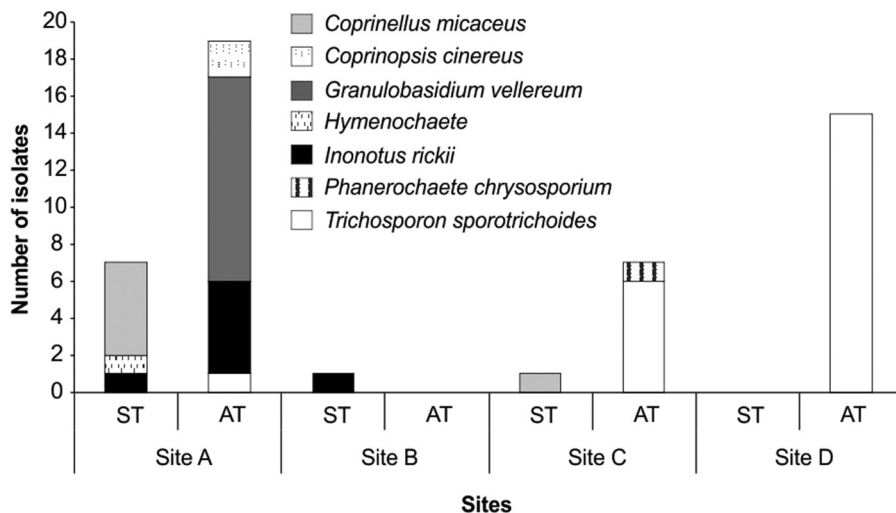 Number of isolates
20
18
16
14
12
10
8
6
4
2
0
Coprinellus micaceus
Coprinopsis cinereus
Granulobasidium vellereum
Hymenochaete
Inonotus rickii
Phanerochaete chrysosporium
Trichosporon sporotrichoides
ST AT ST AT ST AT ST AT
Site A Site B Site C Site D
Sites